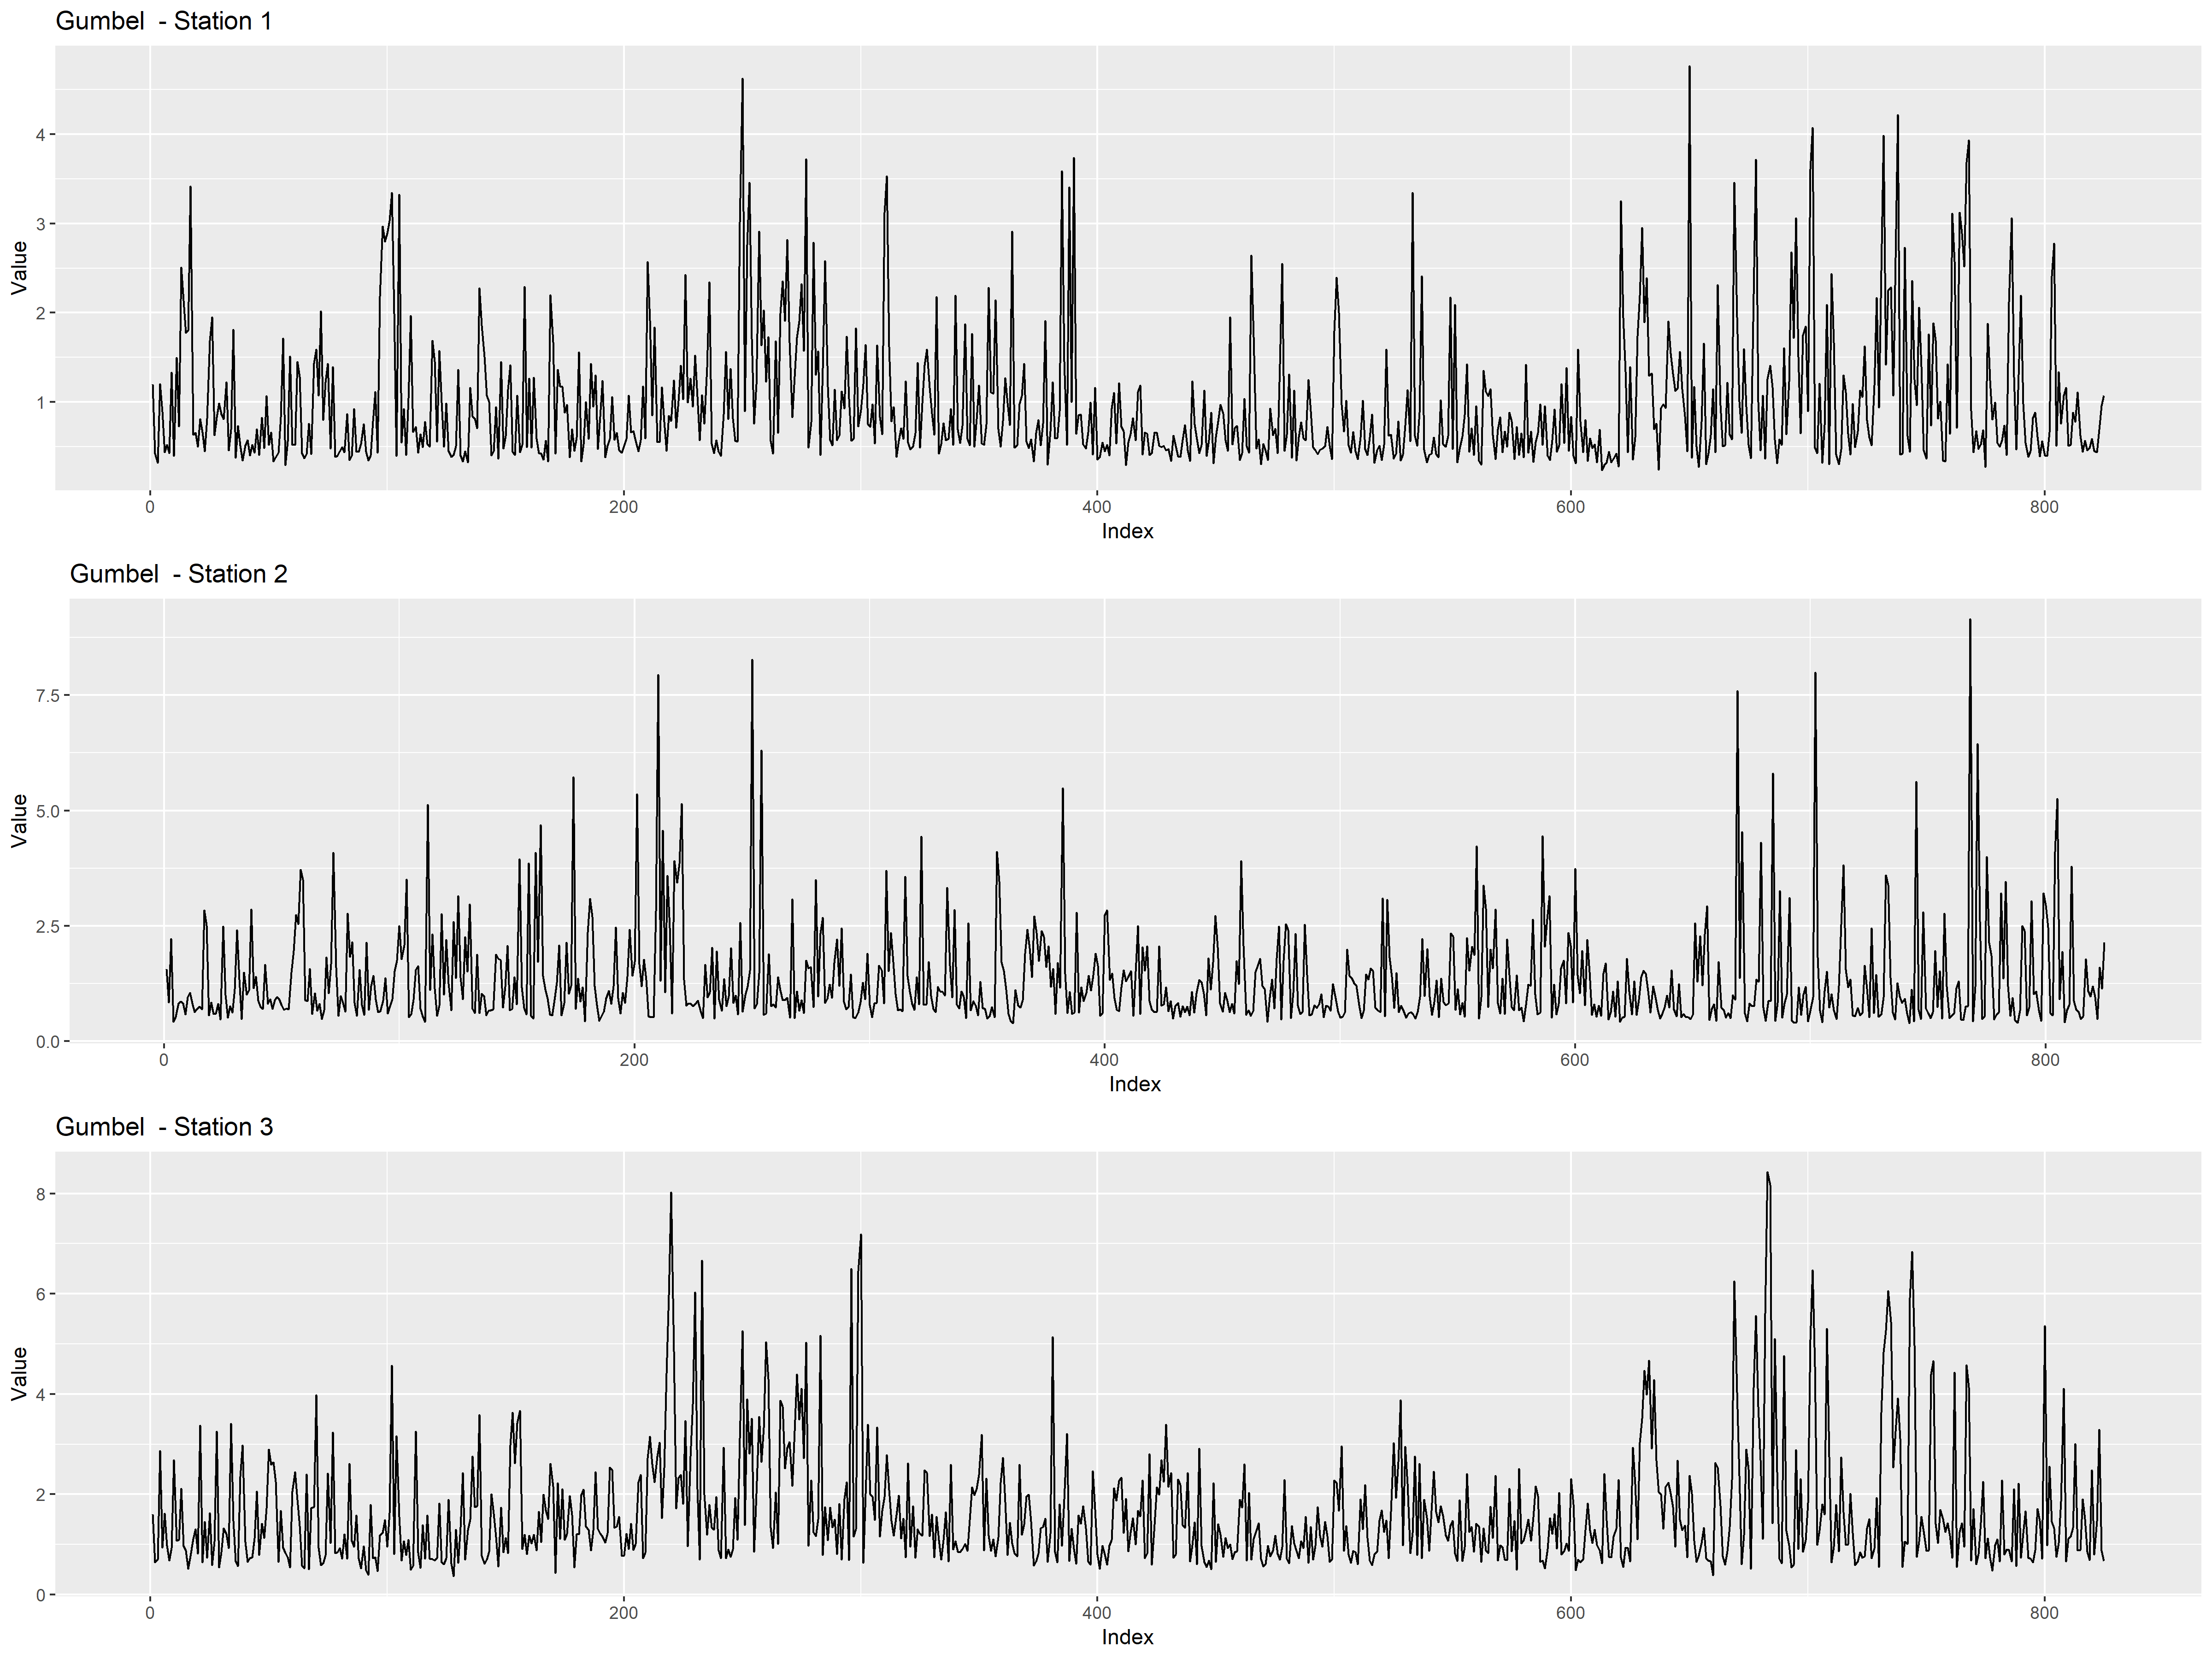 Gumbel  - Station 1
Value
4
3
2
1
0 200 400 600 800
Index
Gumbel  - Station 2
Value
7.5
5.0
2.5
0.0
0 200 400 600 800
Index
Gumbel  - Station 3
Value
8
6
4
2
0
0 200 400 600 800
Index